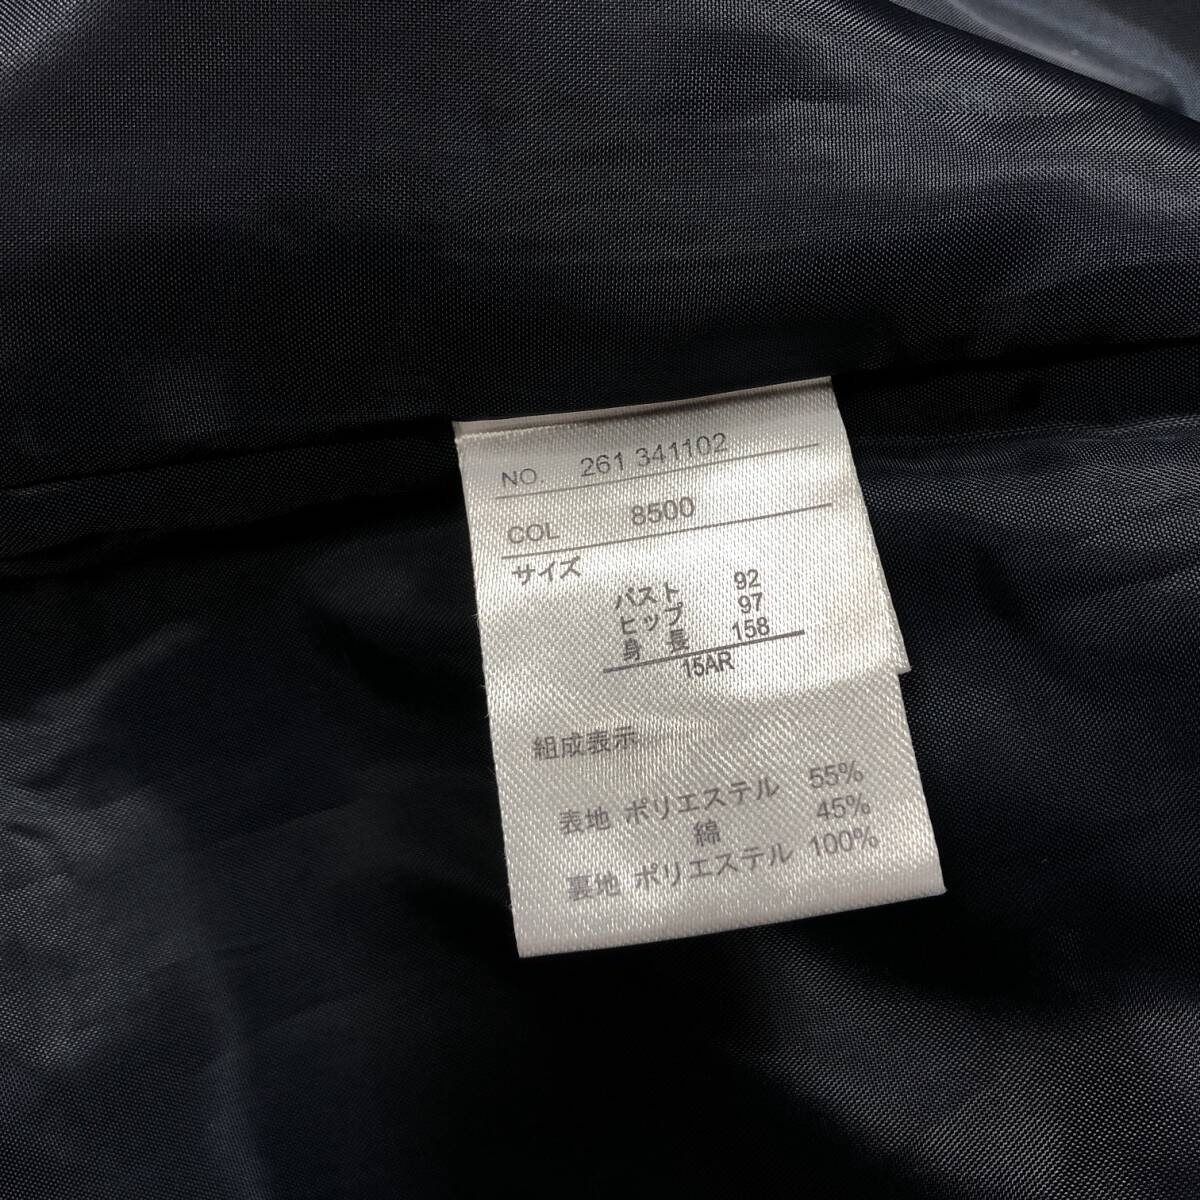 NO. 261 341102
COL 8500
サイズ
バスト 92
ヒップ 97
身長 158
15AR
組成表示
表地 ポリエステル 55%
綿 45%
裏地 ポリエステル 100%